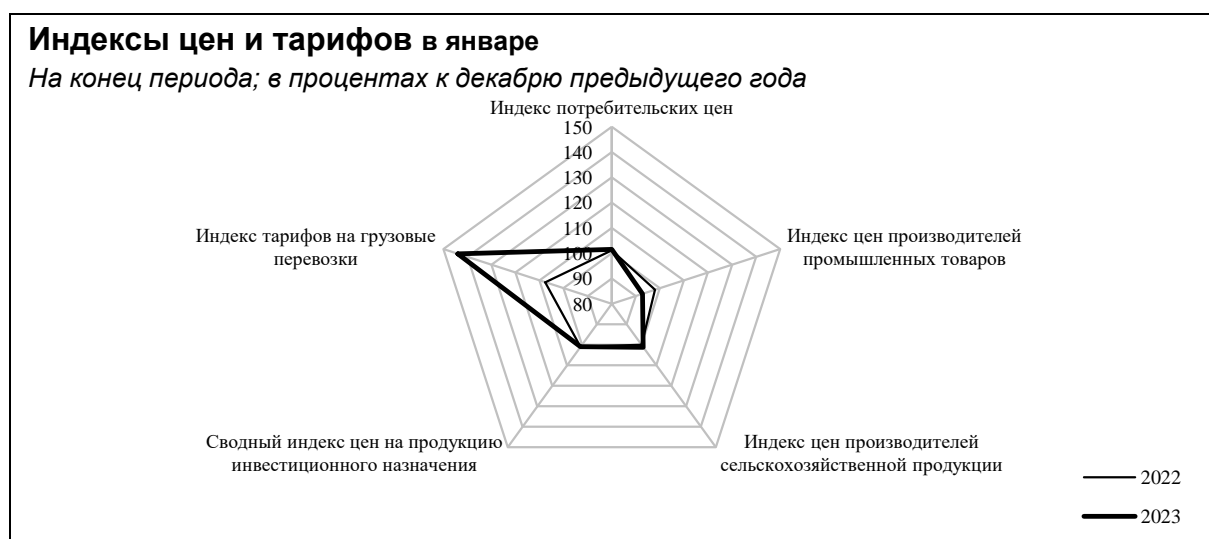 Индексы цен и тарифов в январе
На конец периода; в процентах к декабрю предыдущего года
Индекс потребительских цен
150
140
130
120
110
100
90
80
Индекс тарифов на грузовые
перевозки
Индекс цен производителей
промышленных товаров
Сводный индекс цен на продукцию
инвестиционного назначения
Индекс цен производителей
сельскохозяйственной продукции
2022
2023